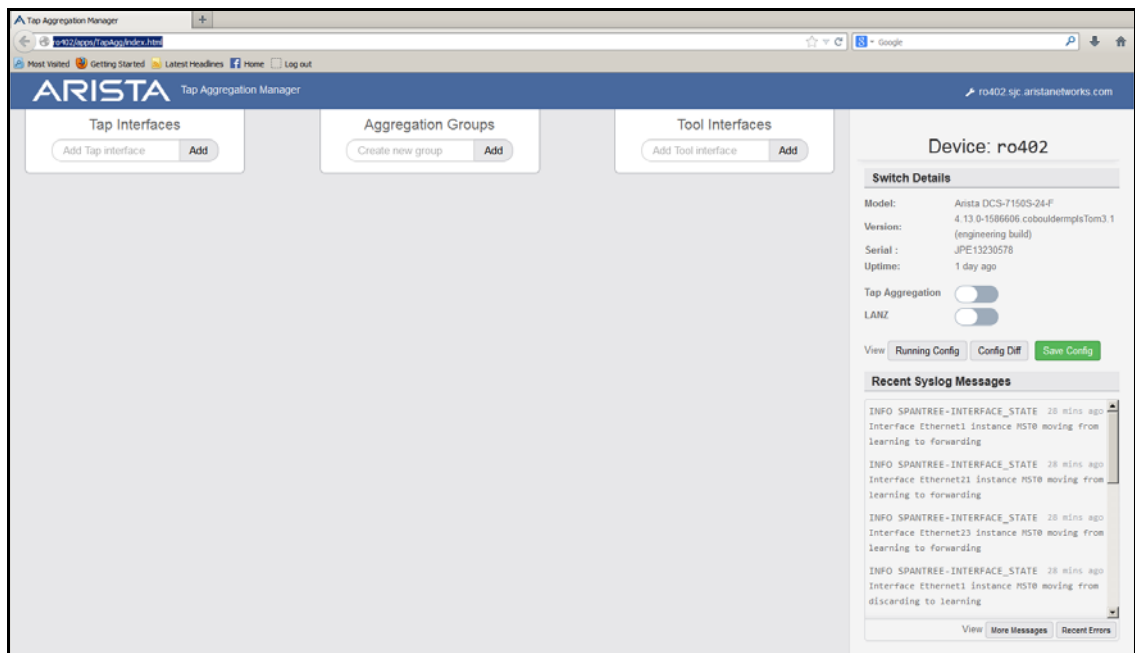 Tap Aggregation Manager
+
ro402/apps/TapAgg/index.html
8 - Google
Most Visited Getting Started Latest Headlines Home Log out
ARISTA Tap Aggregation Manager
ro402.sjc.aristanetworks.com
Tap Interfaces
Add Tap interface Add
Aggregation Groups
Create new group Add
Tool Interfaces
Add Tool interface Add
Device: ro402
Switch Details
Model: Arista DCS-7150S-24-F
Version: 4.13.0-1586606.cobouldermplsTom3.1
(engineering build)
Serial : JPE13230578
Uptime: 1 day ago
Tap Aggregation
LANZ
View Running Config Config Diff Save Config
Recent Syslog Messages
INFO SPANTREE-INTERFACE_STATE 28 mins ago
Interface Ethernet1 instance MST0 moving from
learning to forwarding
INFO SPANTREE-INTERFACE_STATE 28 mins ago
Interface Ethernet21 instance MST0 moving from
learning to forwarding
INFO SPANTREE-INTERFACE_STATE 28 mins ago
Interface Ethernet23 instance MST0 moving from
learning to forwarding
INFO SPANTREE-INTERFACE_STATE 28 mins ago
Interface Ethernet1 instance MST0 moving from
discarding to learning
View More Messages Recent Errors